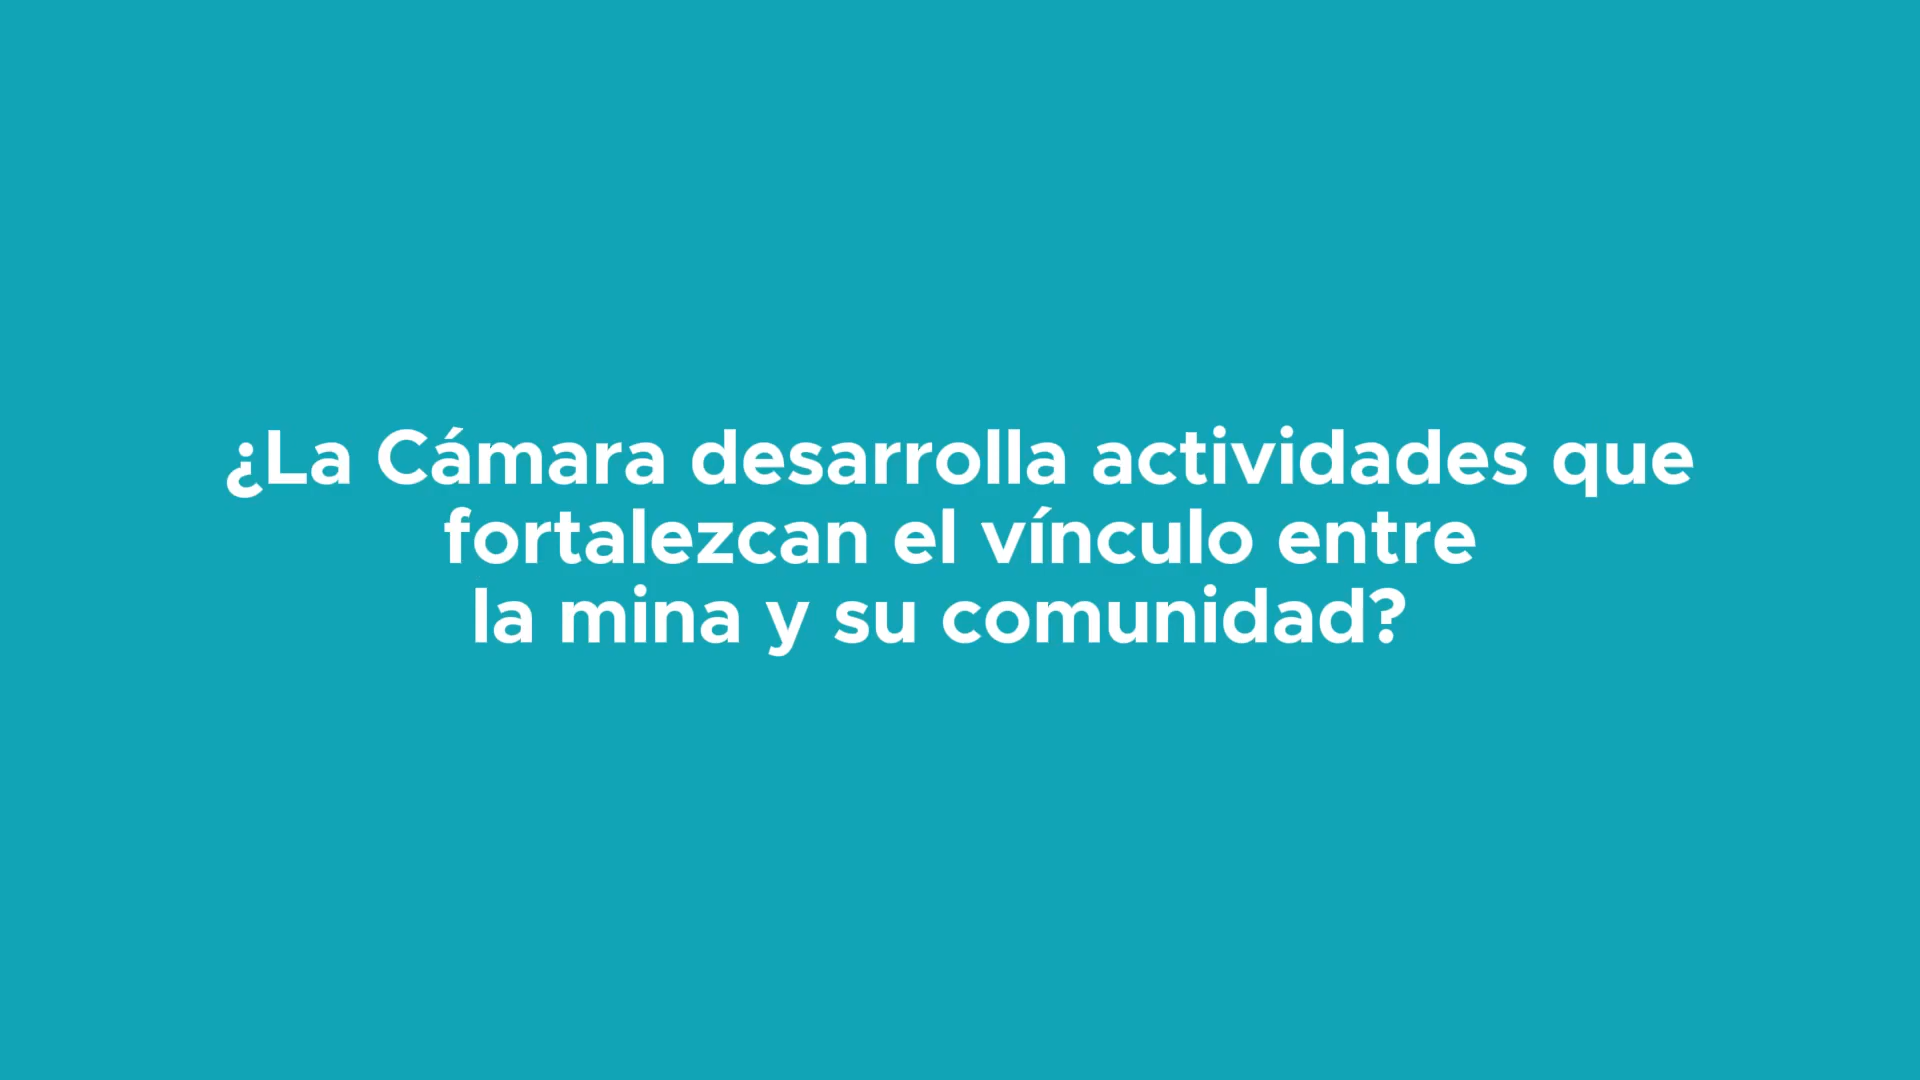 ¿La Cámara desarrolla actividades que
fortalezcan el vínculo entre
la mina y su comunidad?